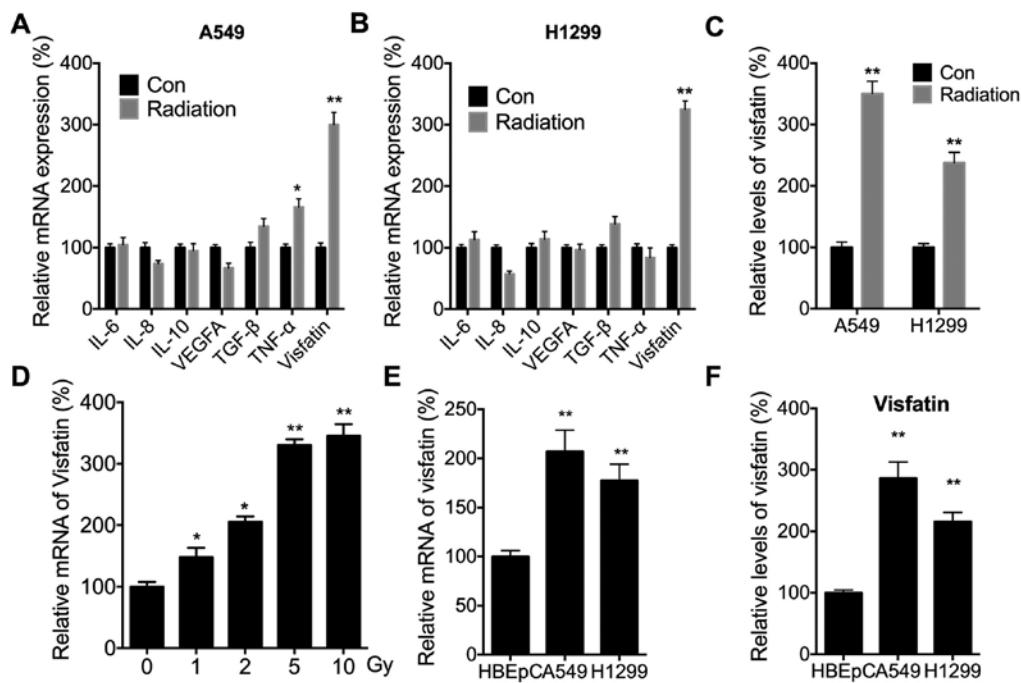 A
A549
Relative mRNA expression (%)
400
300
200
100
0
Con
Radiation
*
**
IL-6
IL-8
IL-10
VEGFA
TGF-β
TNF-α
Visfatin
B
H1299
Relative mRNA expression (%)
400
300
200
100
0
Con
Radiation
**
IL-6
IL-8
IL-10
VEGFA
TGF-β
TNF-α
Visfatin
C
Relative levels of visfatin (%)
400
300
200
100
0
Con
Radiation
**
**
A549
H1299
D
Relative mRNA of Visfatin (%)
400
300
200
100
0
*
*
**
**
0 1 2 5 10 Gy
E
Relative mRNA of visfatin (%)
250
200
150
100
50
0
**
**
HBEpC A549 H1299
F
Visfatin
Relative levels of visfatin (%)
400
300
200
100
0
**
**
HBEpC A549 H1299